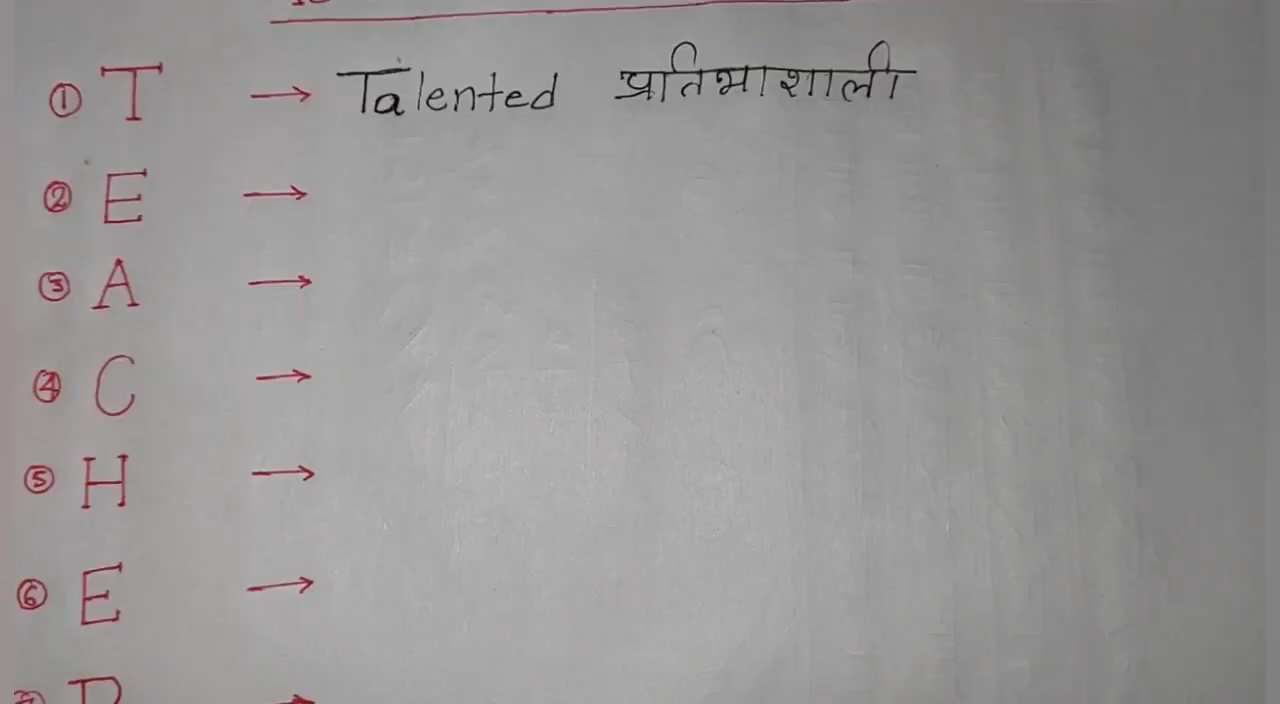 ① T → Talented प्रतिभाशाली
② E →
③ A →
④ C →
⑤ H →
⑥ E →